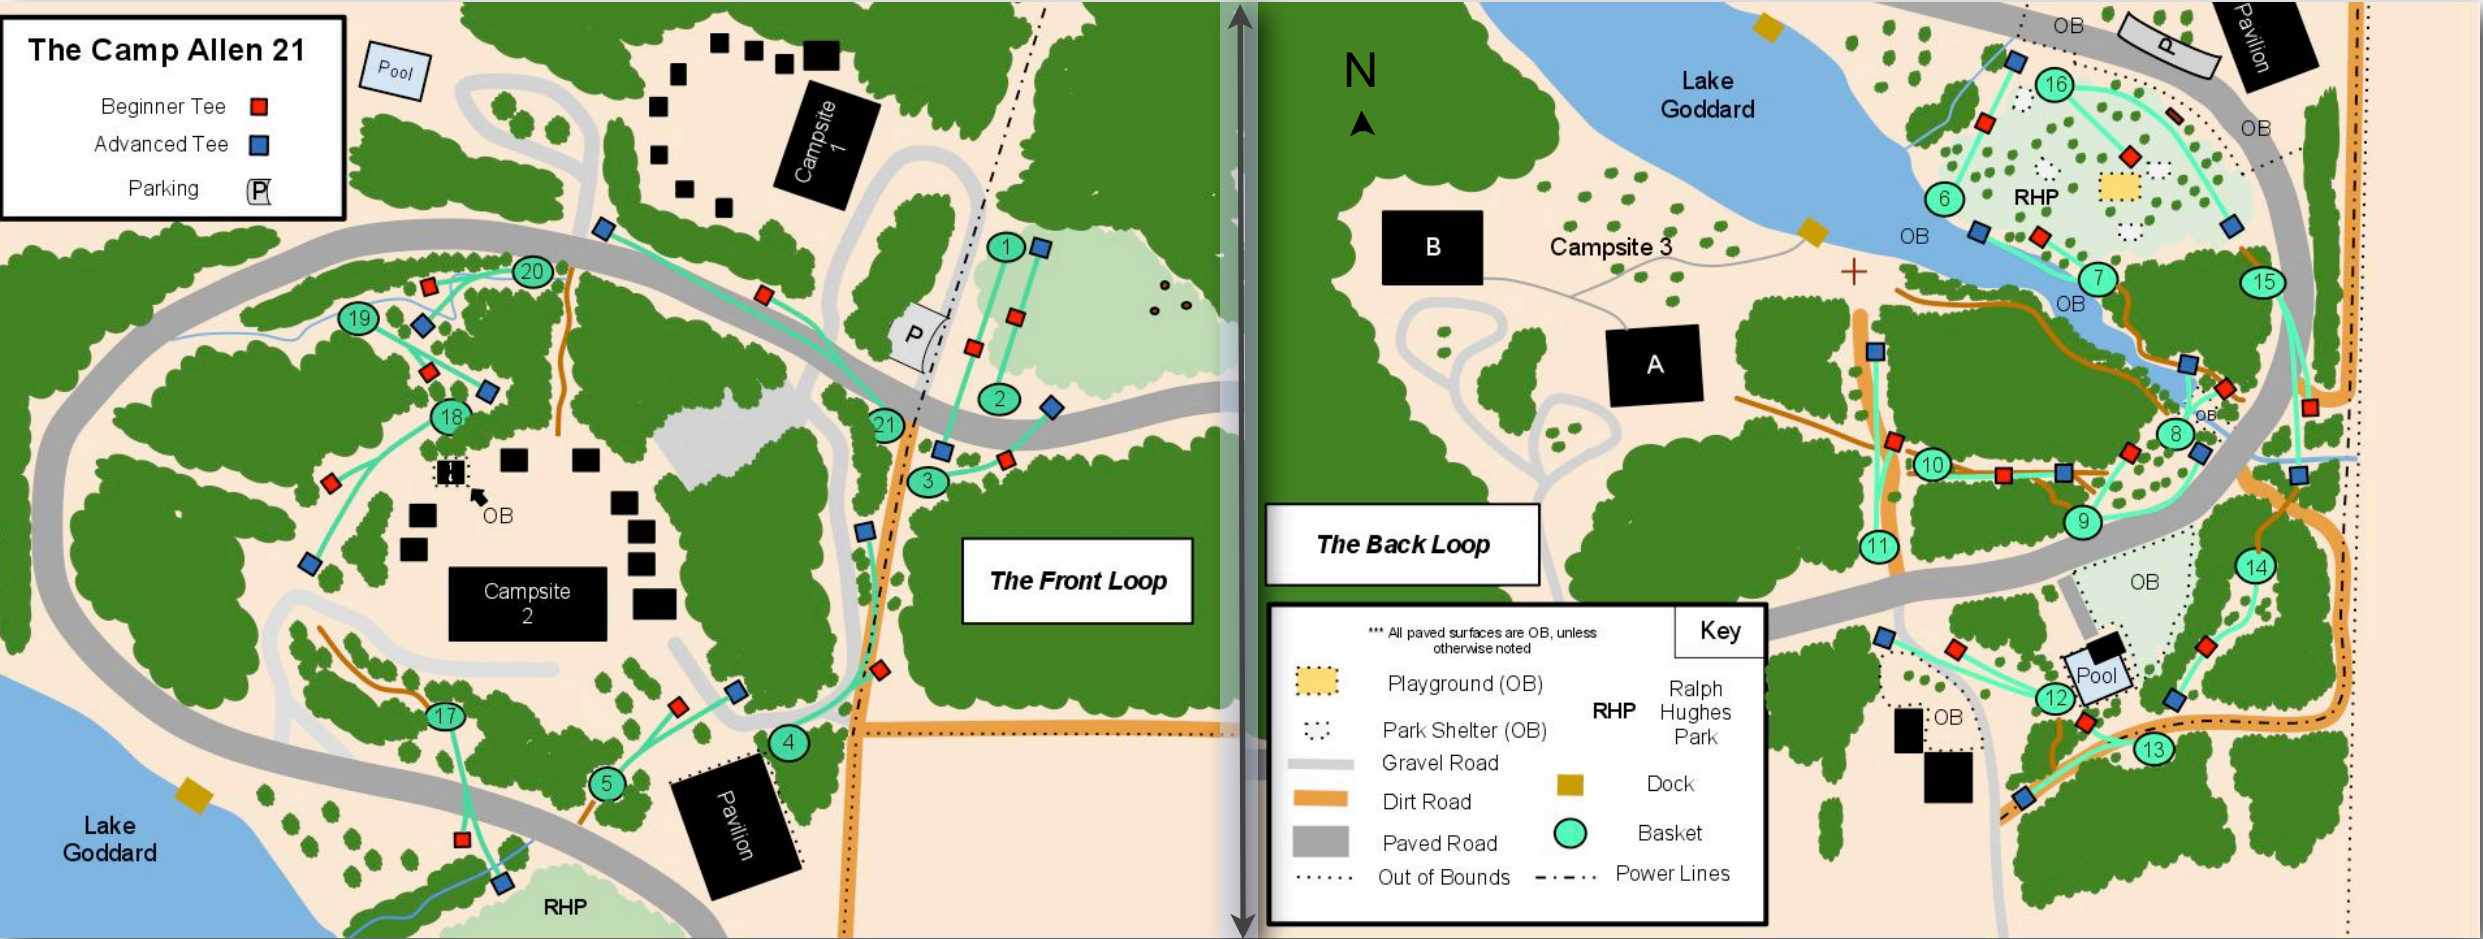 The Camp Allen 21
Beginner Tee
Advanced Tee
Parking
P
Pool
Campsite
1
P
1
2
3
4
5
17
18
19
20
21
OB
Campsite
2
The Front Loop
Pavilion
Lake
Goddard
RHP
N
Lake
Goddard
OB
P
Pavilion
16
OB
6
RHP
OB
7
OB
15
B
Campsite 3
A
OB
8
10
9
11
The Back Loop
OB
14
Pool
12
OB
13
Key
*** All paved surfaces are OB, unless
otherwise noted
Playground (OB)
Park Shelter (OB)
Gravel Road
Dirt Road
Paved Road
Out of Bounds
RHP
Ralph
Hughes
Park
Dock
Basket
Power Lines